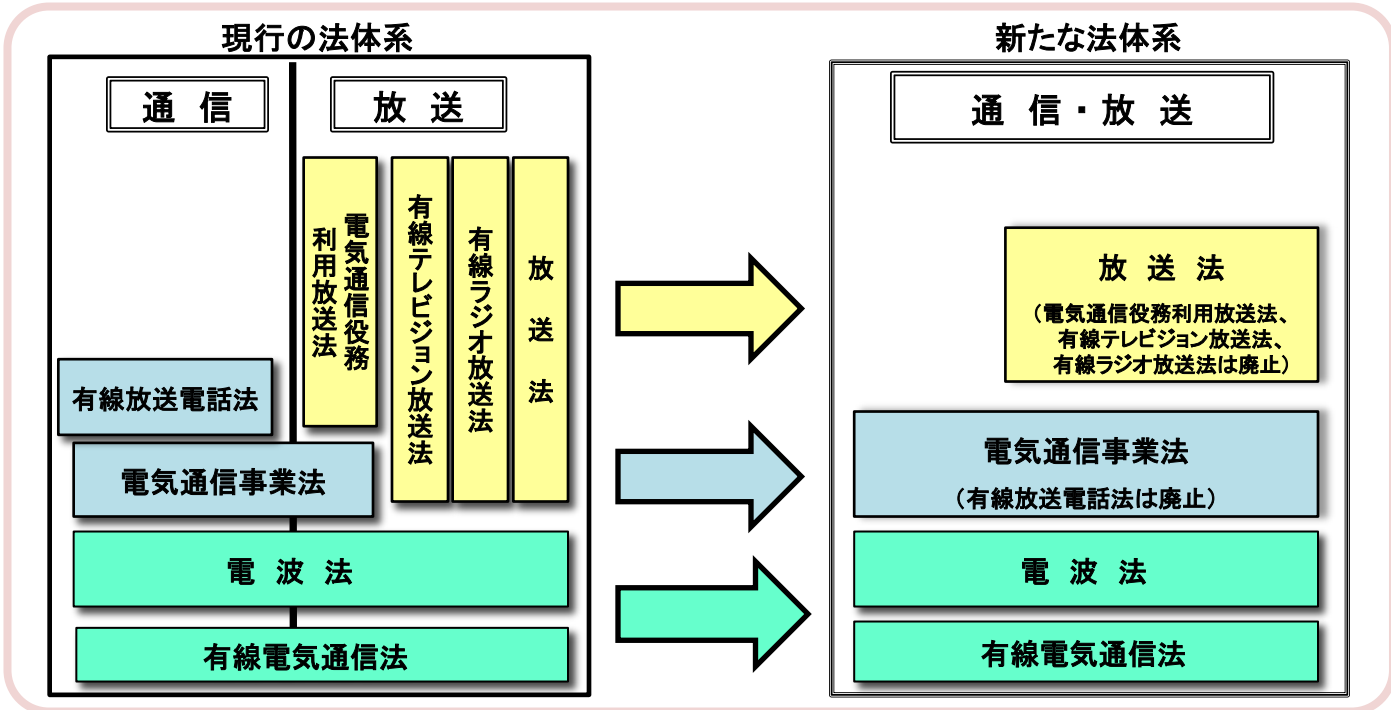 現行の法体系
通 信
放 送
電気通信役務
利用放送法
有線テレビジョン放送法
有線ラジオ放送法
放 送 法
有線放送電話法
電気通信事業法
電 波 法
有線電気通信法
新たな法体系
通 信・放 送
放 送 法
（電気通信役務利用放送法、
有線テレビジョン放送法、
有線ラジオ放送法は廃止）
電気通信事業法
（有線放送電話法は廃止）
電 波 法
有線電気通信法